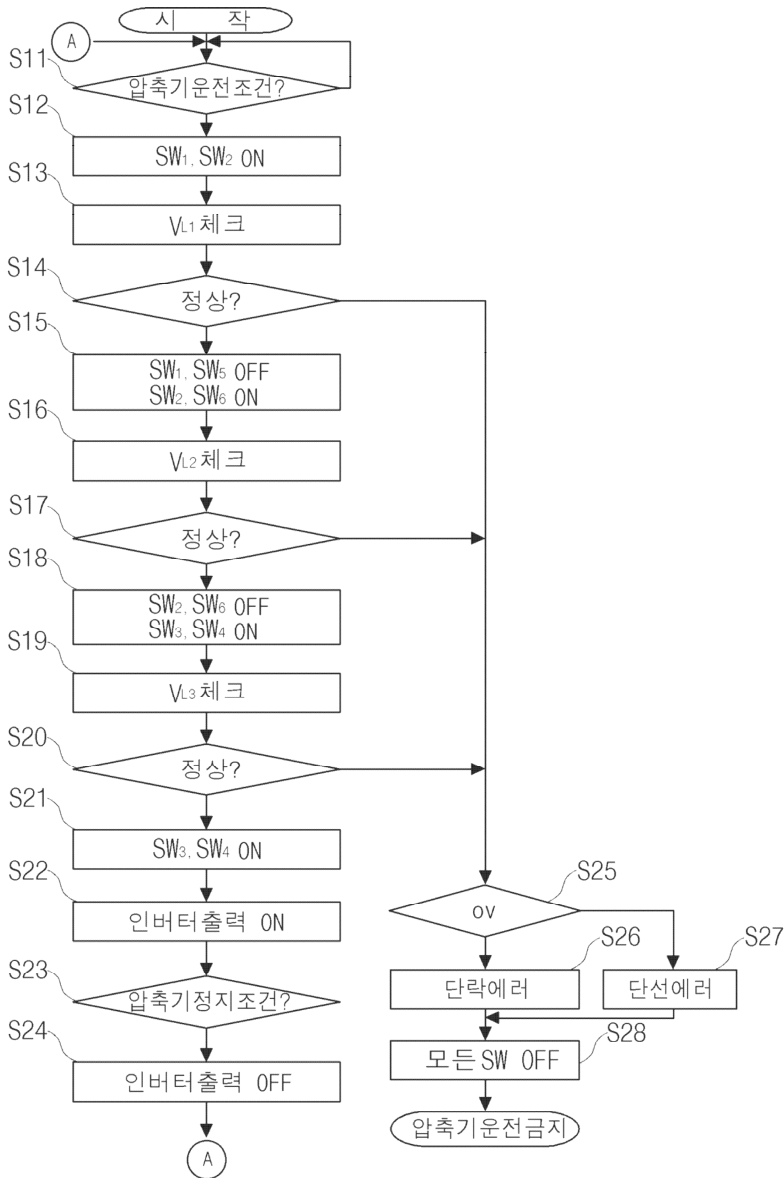 시 작
A
S11
압축기운전조건?
S12
SW1, SW2 ON
S13
VL1 체크
S14
정상?
S15
SW1, SW5 OFF
SW2, SW6 ON
S16
VL2 체크
S17
정상?
S18
SW2, SW6 OFF
SW3, SW4 ON
S19
VL3 체크
S20
정상?
S21
SW3, SW4 ON
S22
인버터출력 ON
S23
압축기정지조건?
S24
인버터출력 OFF
A
S25
OV
S26
단락에러
S27
단선에러
S28
모든 SW OFF
압축기운전금지